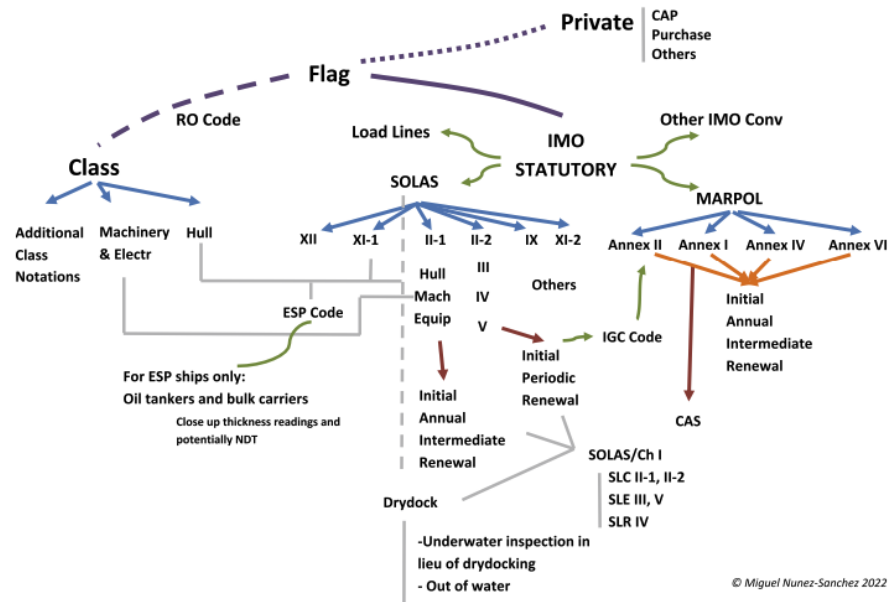 Private
CAP
Purchase
Others
Flag
RO Code
Load Lines
IMO
STATUTORY
Other IMO Conv
Class
SOLAS
MARPOL
Additional
Class
Notations
Machinery
& Electr
Hull
XII
XI-1
II-1
II-2
IX
XI-2
Annex II
Annex I
Annex IV
Annex VI
Hull
Mach
Equip
III
IV
V
Others
ESP Code
IGC Code
Initial
Annual
Intermediate
Renewal
For ESP ships only:
Oil tankers and bulk carriers
Close up thickness readings and
potentially NDT
Initial
Periodic
Renewal
Initial
Annual
Intermediate
Renewal
CAS
SOLAS/Ch I
SLC II-1, II-2
SLE III, V
SLR IV
Drydock
-Underwater inspection in
lieu of drydocking
- Out of water
© Miguel Nunez-Sanchez 2022